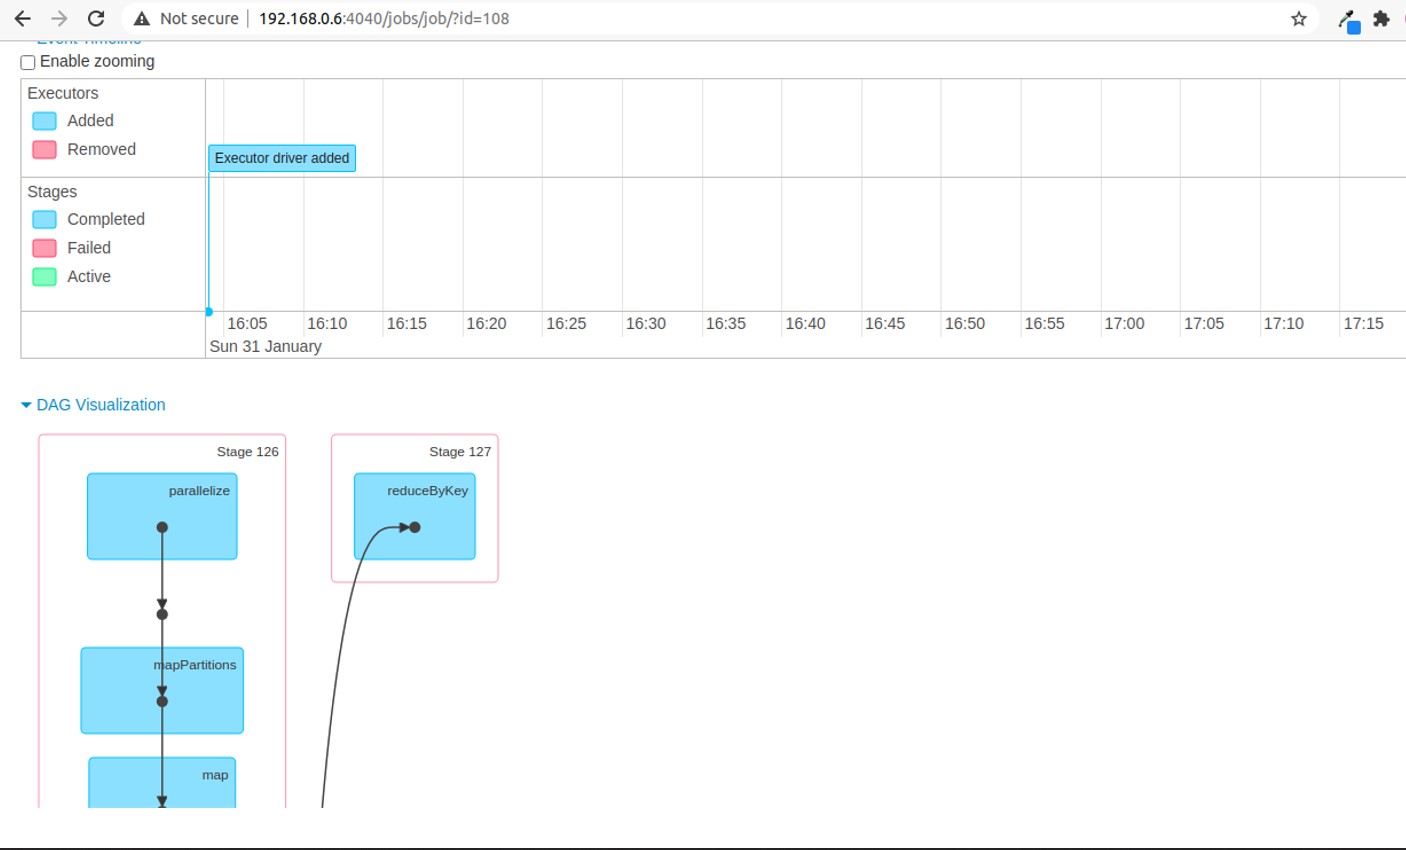 Not secure 192.168.0.6:4040/jobs/job/?id=108
Event Timeline
Enable zooming
Executors
Added
Removed
Executor driver added
Stages
Completed
Failed
Active
16:05 16:10 16:15 16:20 16:25 16:30 16:35 16:40 16:45 16:50 16:55 17:00 17:05 17:10 17:15
Sun 31 January
DAG Visualization
Stage 126 Stage 127
parallelize reduceByKey
mapPartitions
map